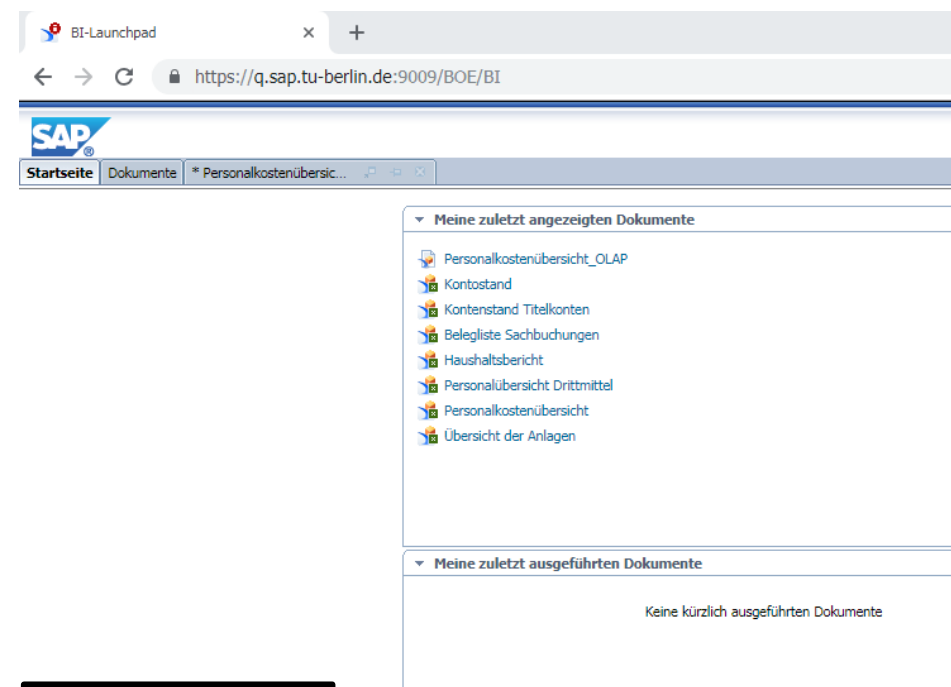 BI-Launchpad
https://q.sap.tu-berlin.de:9009/BOE/BI
SAP®
Startseite Dokumente * Personalkostenübersic...
Meine zuletzt angezeigten Dokumente
Personalkostenübersicht_OLAP
Kontostand
Kontenstand Titelkonten
Belegliste Sachbuchungen
Haushaltsbericht
Personalübersicht Drittmittel
Personalkostenübersicht
Übersicht der Anlagen
Meine zuletzt ausgeführten Dokumente
Keine kürzlich ausgeführten Dokumente